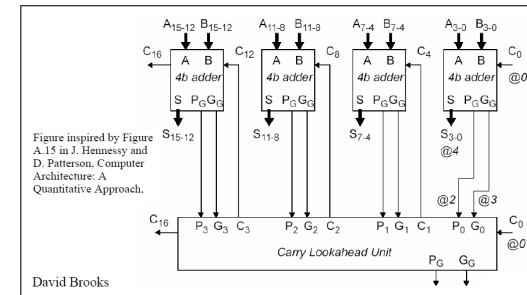 A15-12 B15-12 A11-8 B11-8 A7-4 B7-4 A3-0 B3-0
C16 C12 C8 C4 C0
@0
A B A B A B A B
4b adder 4b adder 4b adder 4b adder
S PG GG S PG GG S PG GG S PG GG
S15-12 S11-8 S7-4 S3-0
@4
Figure inspired by Figure
A.15 in J. Hennessy and
D. Patterson, Computer
Architecture: A
Quantitative Approach,
@2 @3
C16 P3 G3 C3 P2 G2 C2 P1 G1 C1 P0 G0 C0
@0
Carry Lookahead Unit
PG GG
David Brooks